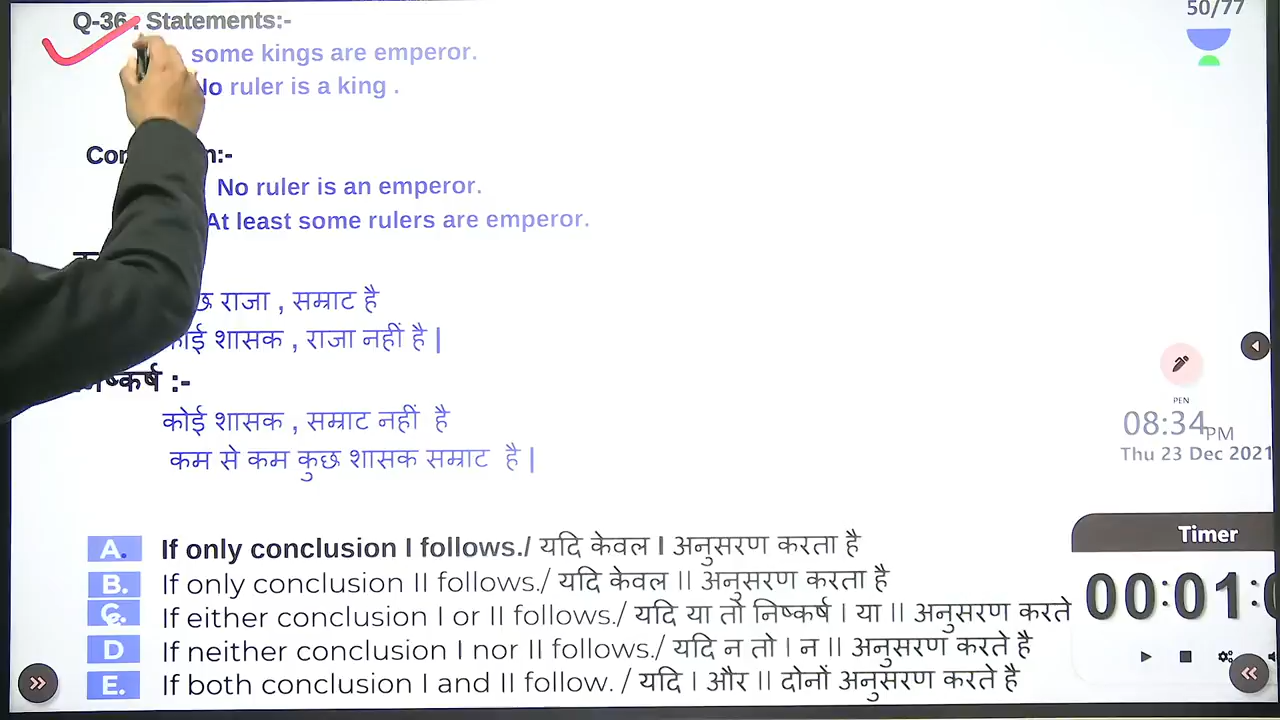 Q-36. Statements:-
50/77
some kings are emperor.
No ruler is a king .
No ruler is an emperor.
At least some rulers are emperor.
राजा , सम्राट है
शासक , राजा नहीं है |
निष्कर्ष :-
कोई शासक , सम्राट नहीं है
कम से कम कुछ शासक सम्राट है |
PEN
08:34PM
Thu 23 Dec 2021
Timer
00:01:0
A. If only conclusion I follows./ यदि केवल I अनुसरण करता है
B. If only conclusion II follows./ यदि केवल II अनुसरण करता है
C. If either conclusion I or II follows./ यदि या तो निष्कर्ष I या II अनुसरण करते
D If neither conclusion I nor II follows./ यदि न तो I न II अनुसरण करते है
E. If both conclusion I and II follow. / यदि I और II दोनों अनुसरण करते है